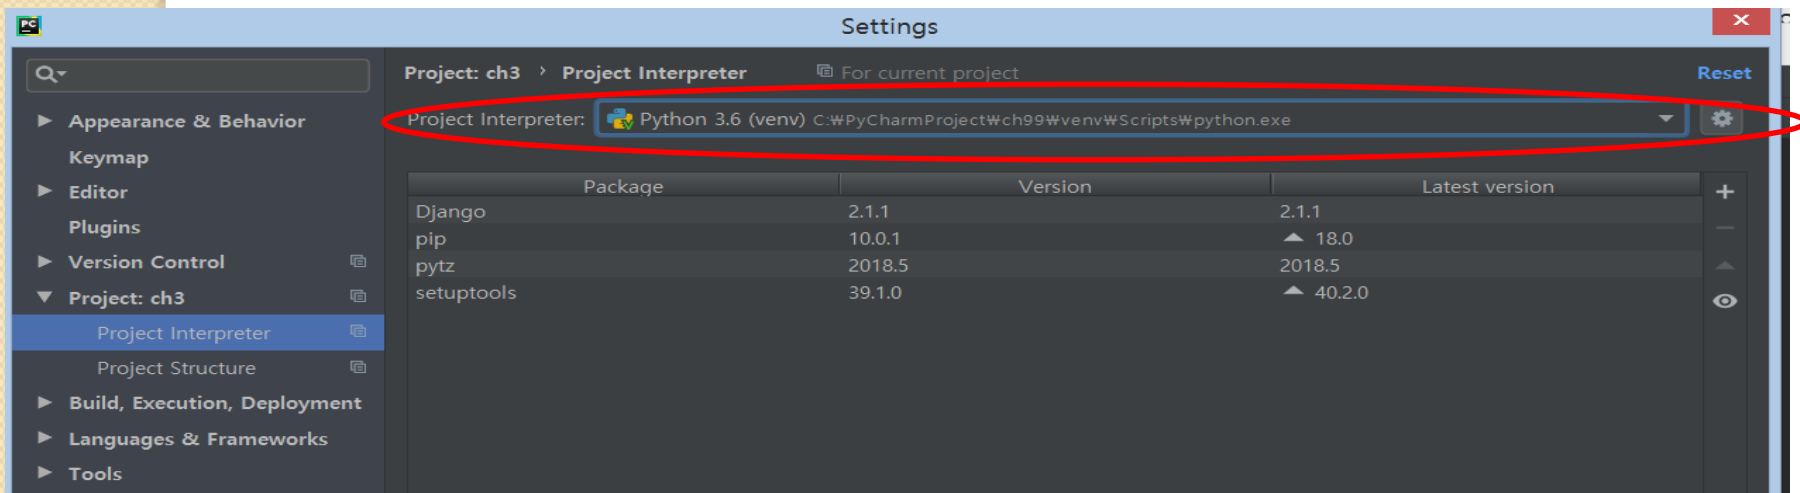 PC
Settings
Project: ch3 › Project Interpreter For current project Reset
Project Interpreter: Python 3.6 (venv) C:₩PyCharmProject₩ch99₩venv₩Scripts₩python.exe
Appearance & Behavior
Keymap
Editor
Plugins
Version Control
Project: ch3
Project Interpreter
Project Structure
Build, Execution, Deployment
Languages & Frameworks
Tools
Package Version Latest version
Django 2.1.1 2.1.1
pip 10.0.1 18.0
pytz 2018.5 2018.5
setuptools 39.1.0 40.2.0